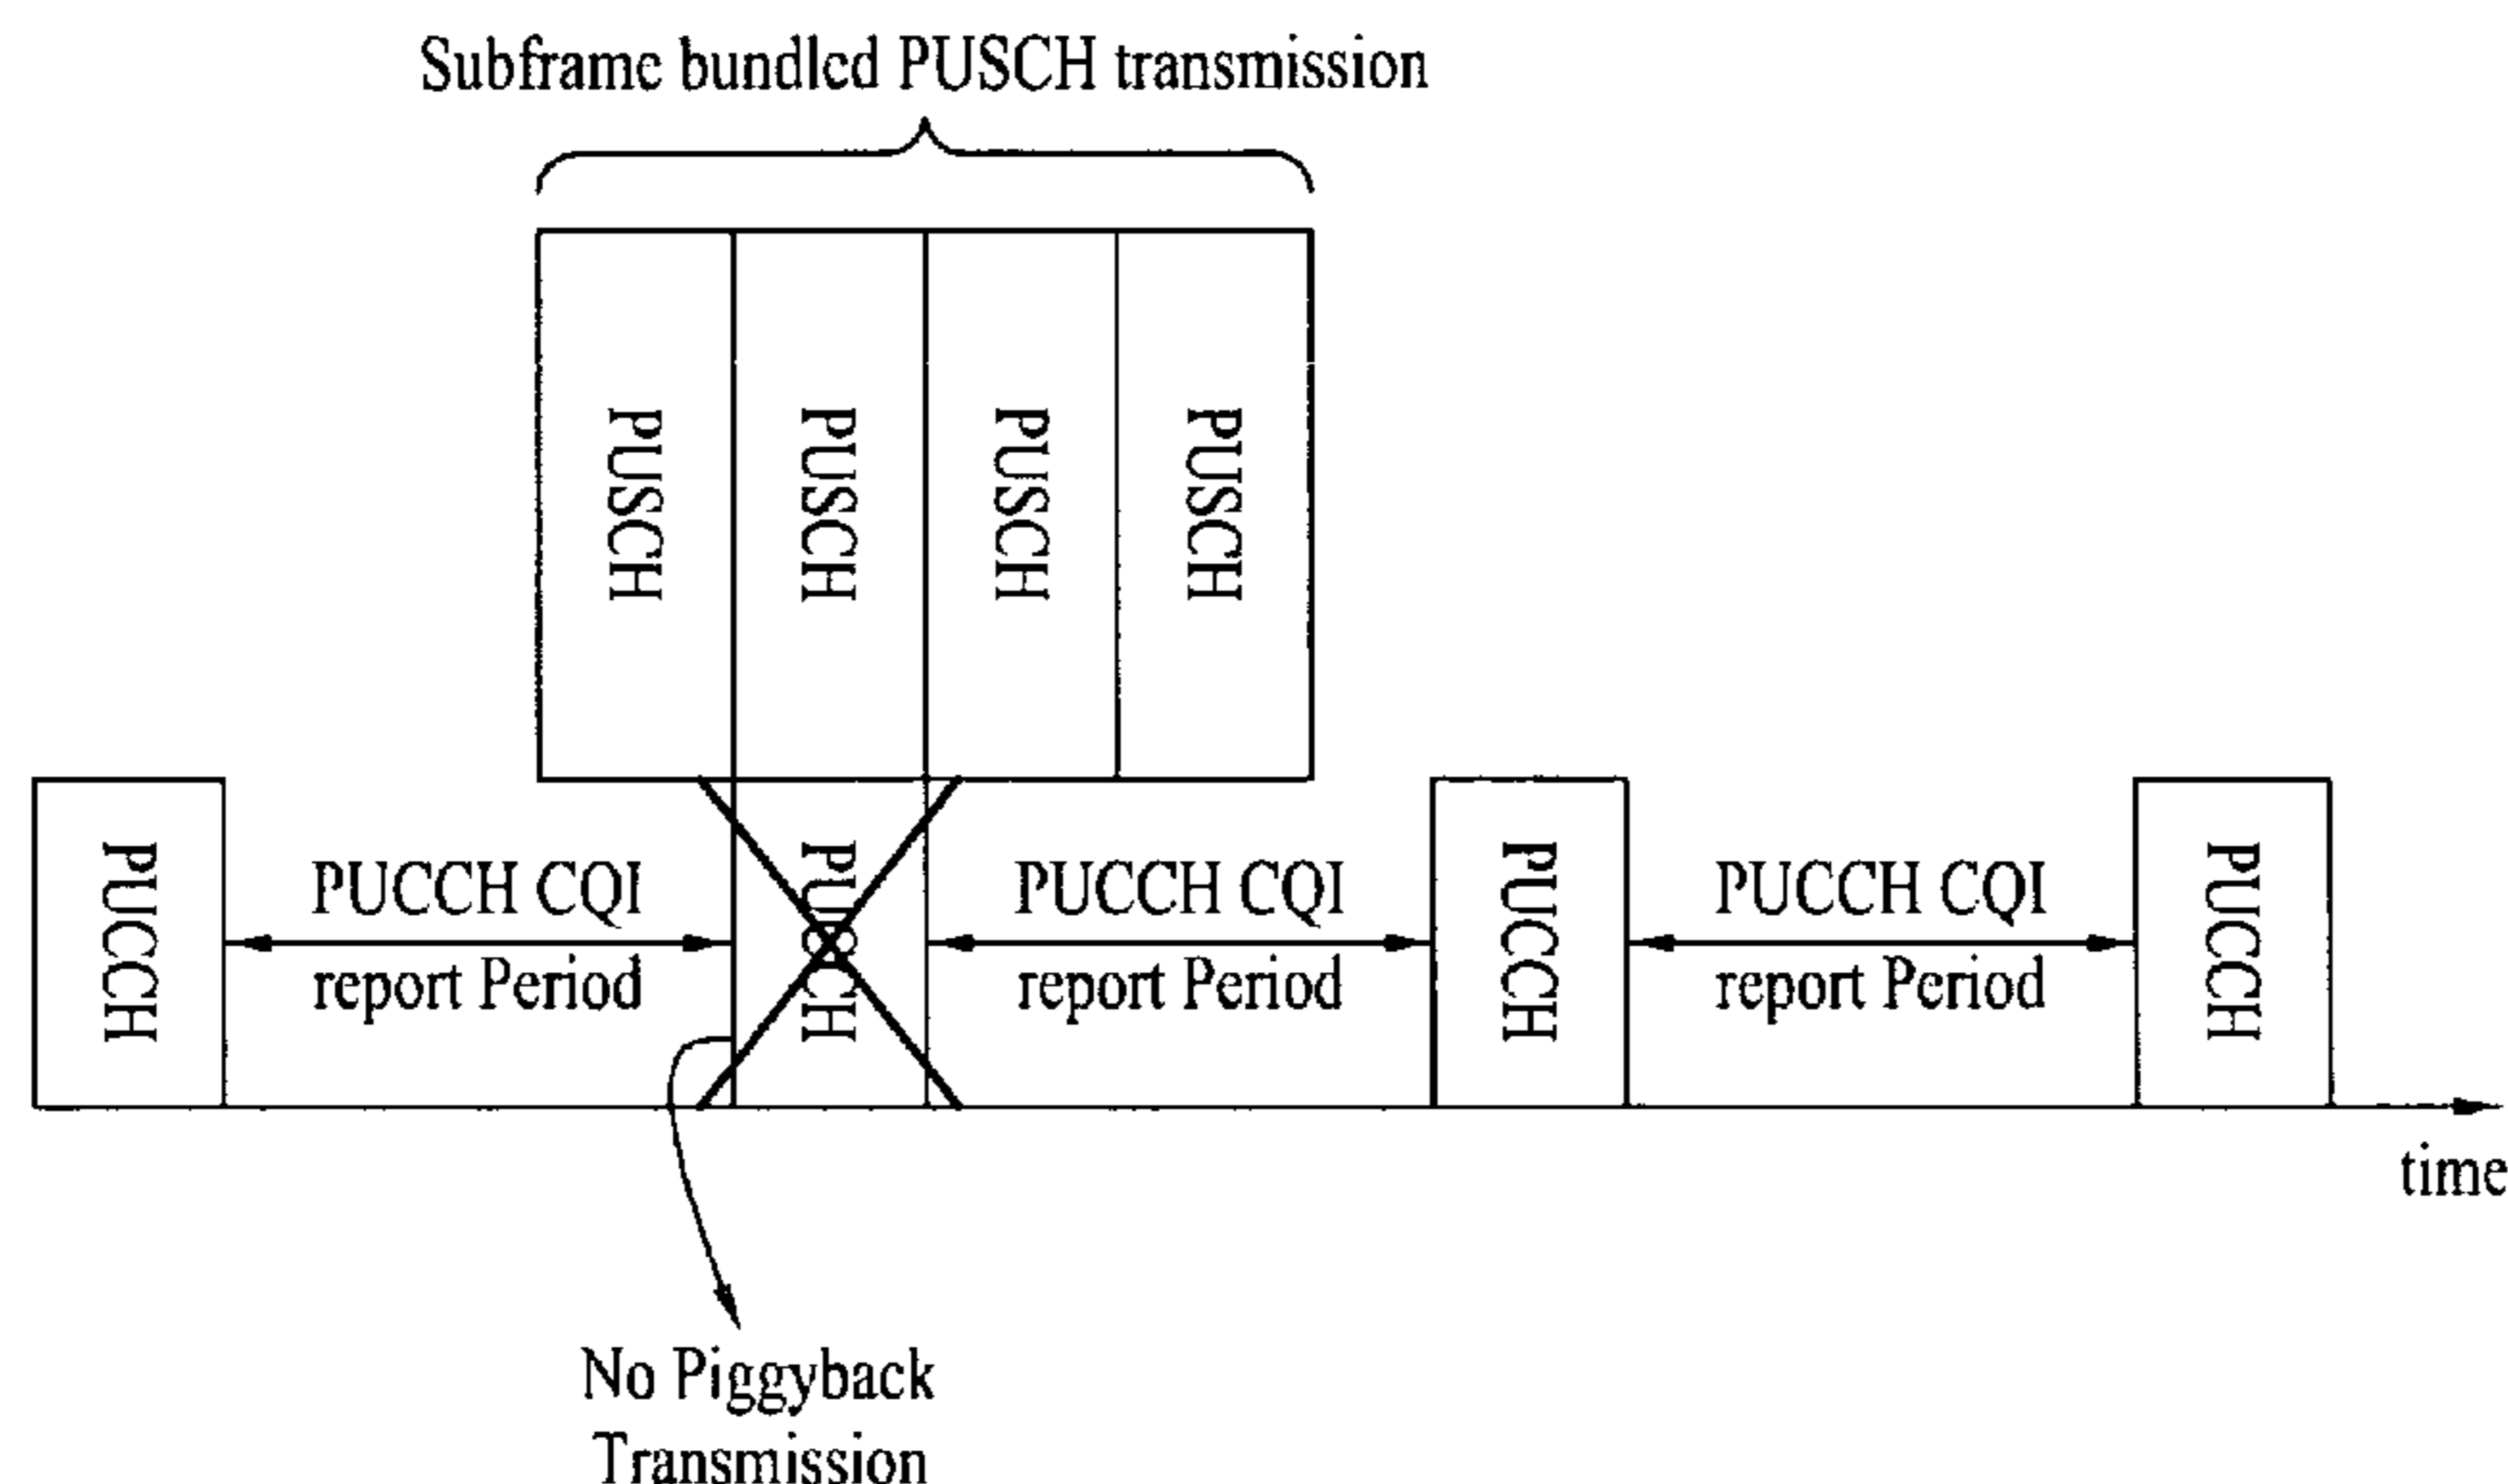 Subframe bundled PUSCH transmission
PUSCH
PUSCH
PUSCH
PUSCH
PUCCH
PUCCH CQI
report Period
PUCCH
PUCCH CQI
report Period
PUCCH
PUCCH CQI
report Period
PUCCH
time
No Piggyback
Transmission